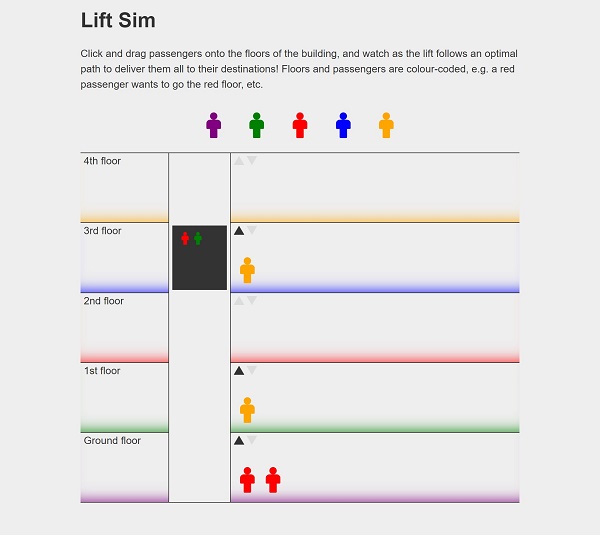 Lift Sim
Click and drag passengers onto the floors of the building, and watch as the lift follows an optimal
path to deliver them all to their destinations! Floors and passengers are colour-coded, e.g. a red
passenger wants to go the red floor, etc.
4th floor
3rd floor
2nd floor
1st floor
Ground floor